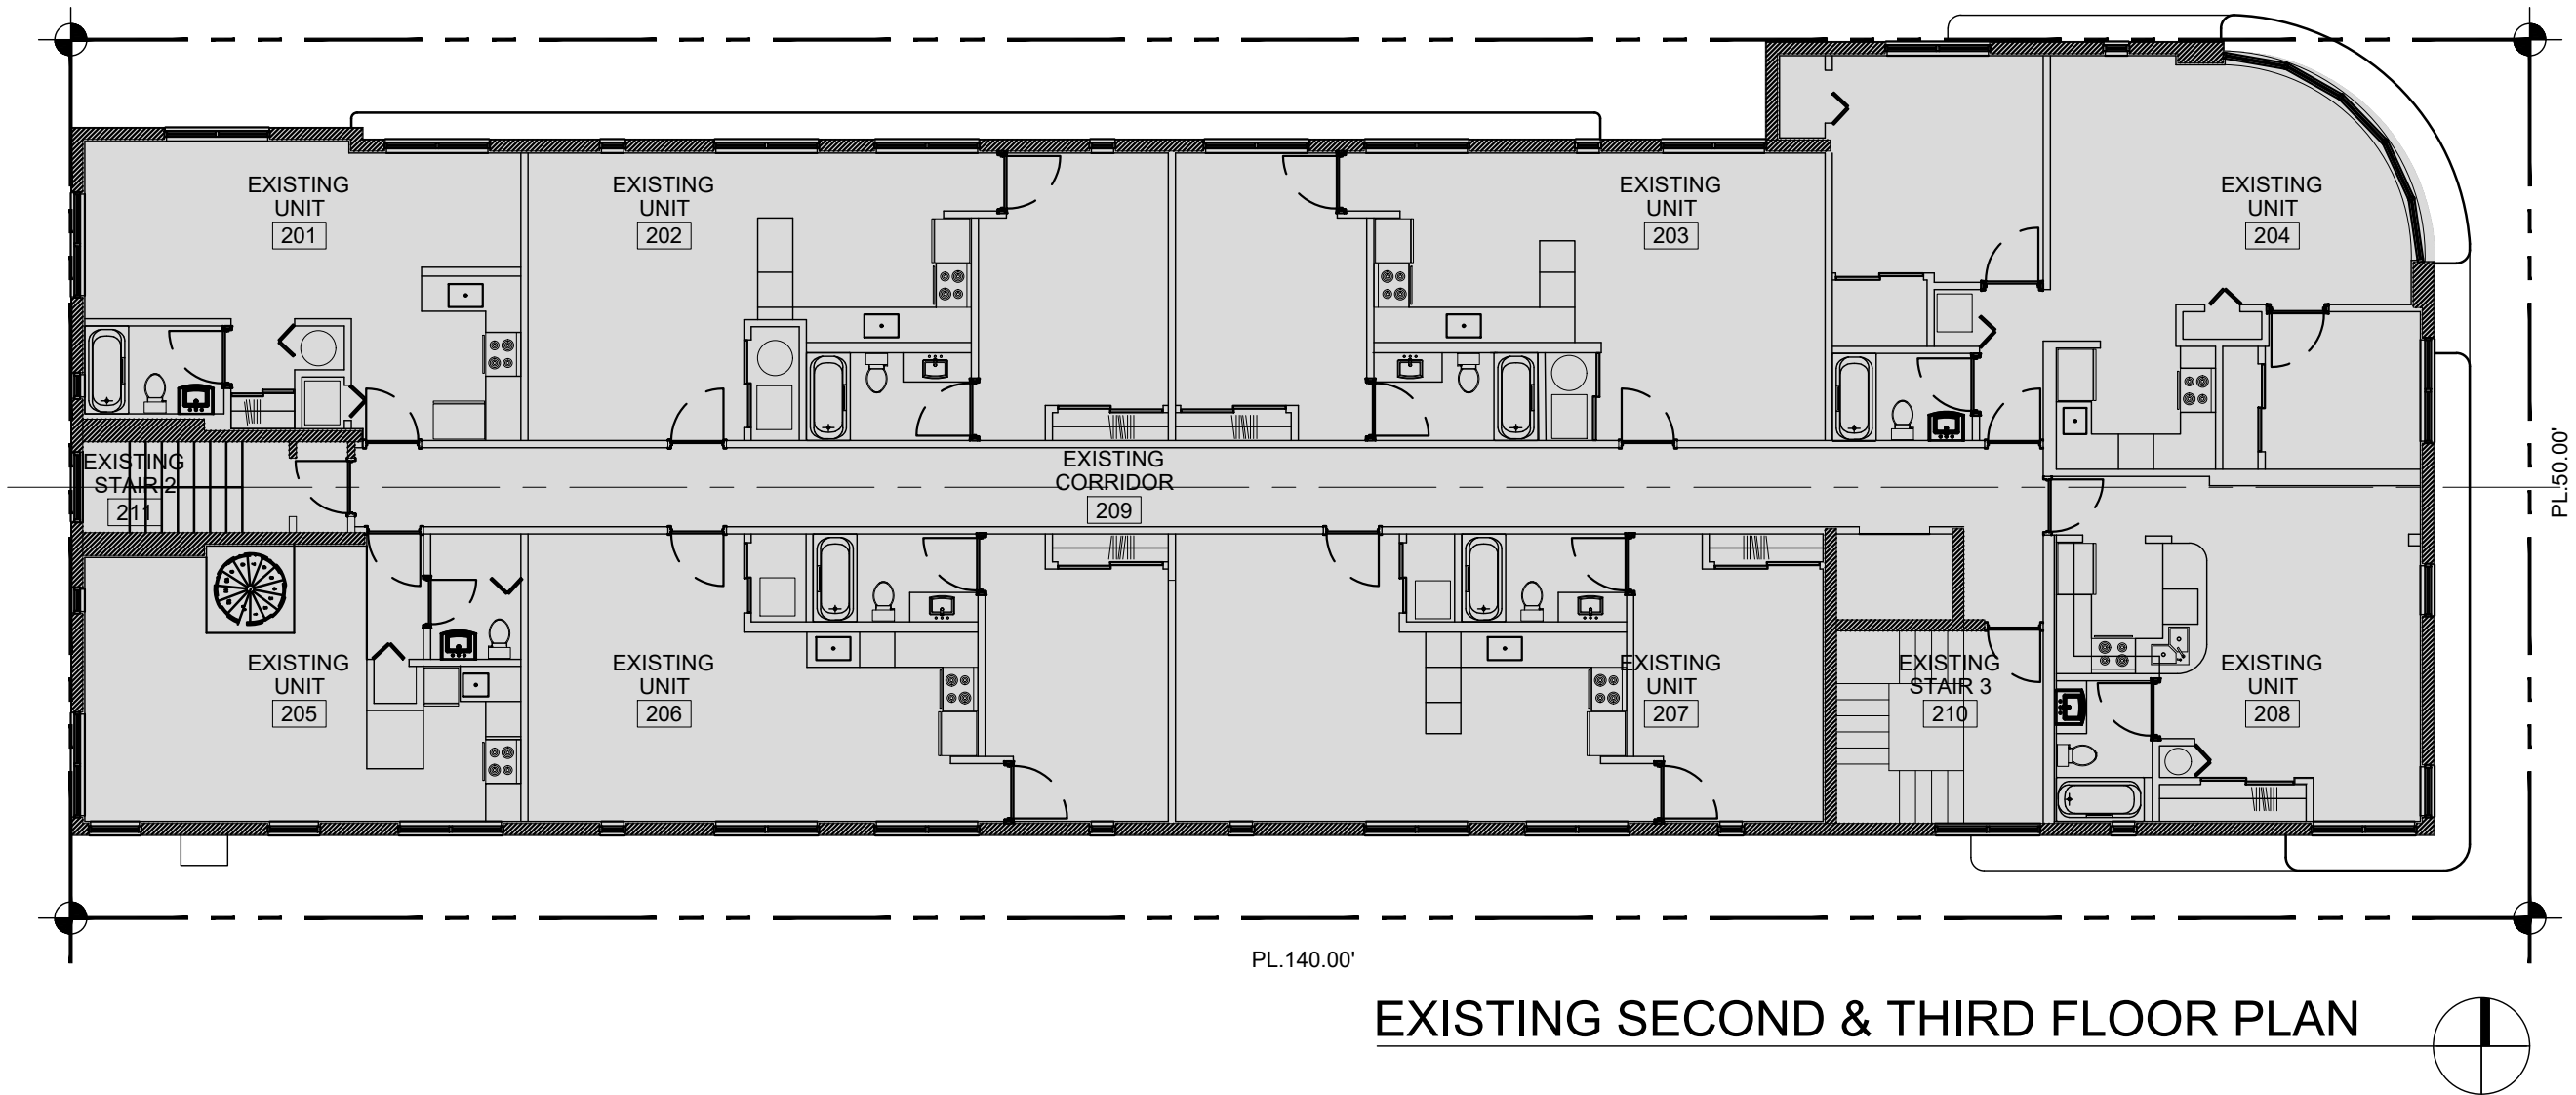 EXISTING
UNIT
201
EXISTING
UNIT
202
EXISTING
UNIT
203
EXISTING
UNIT
204
EXISTING
STAIR 2
211
EXISTING
CORRIDOR
209
PL.50.00'
EXISTING
UNIT
205
EXISTING
UNIT
206
EXISTING
UNIT
207
EXISTING
STAIR 3
210
EXISTING
UNIT
208
PL.140.00'
EXISTING SECOND & THIRD FLOOR PLAN